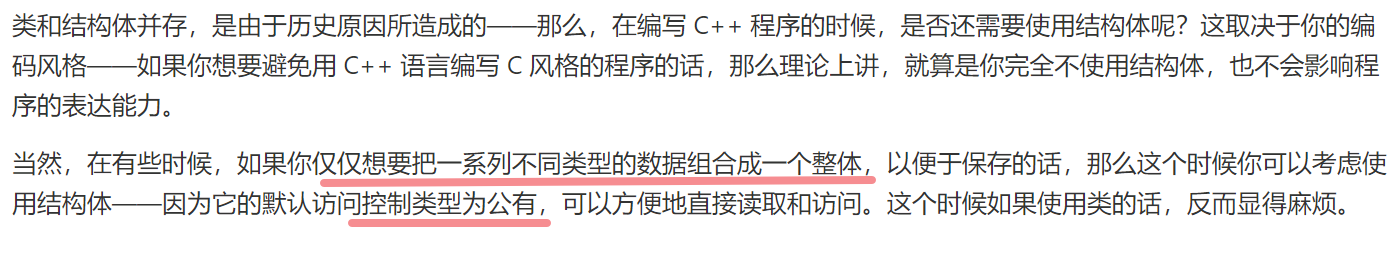 类和结构体并存，是由于历史原因所造成的——那么，在编写 C++ 程序的时候，是否还需要使用结构体呢？这取决于你的编
码风格——如果你想要避免用 C++ 语言编写 C 风格的程序的话，那么理论上讲，就算是你完全不使用结构体，也不会影响程
序的表达能力。
当然，在有些时候，如果你仅仅想要把一系列不同类型的数据组合成一个整体，以便于保存的话，那么这个时候你可以考虑使
用结构体——因为它的默认访问控制类型为公有，可以方便地直接读取和访问。这个时候如果使用类的话，反而显得麻烦。